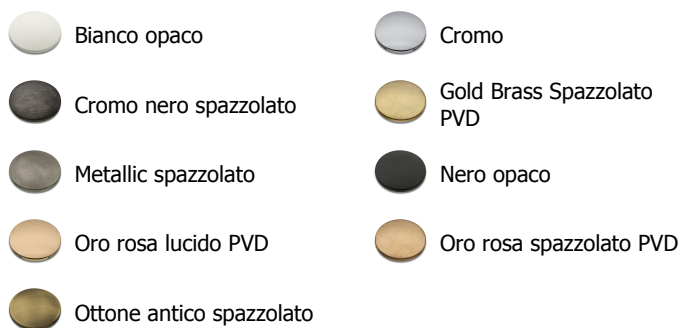 Bianco opaco
Cromo
Cromo nero spazzolato
Gold Brass Spazzolato
PVD
Metallic spazzolato
Nero opaco
Oro rosa lucido PVD
Oro rosa spazzolato PVD
Ottone antico spazzolato